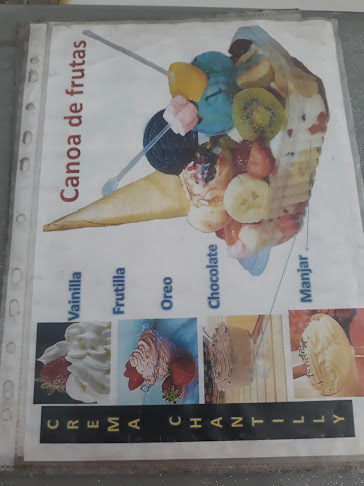 Canoa de frutas
Vainilla
Frutilla
Oreo
Chocolate
Manjar
CREMA CHANTILLY